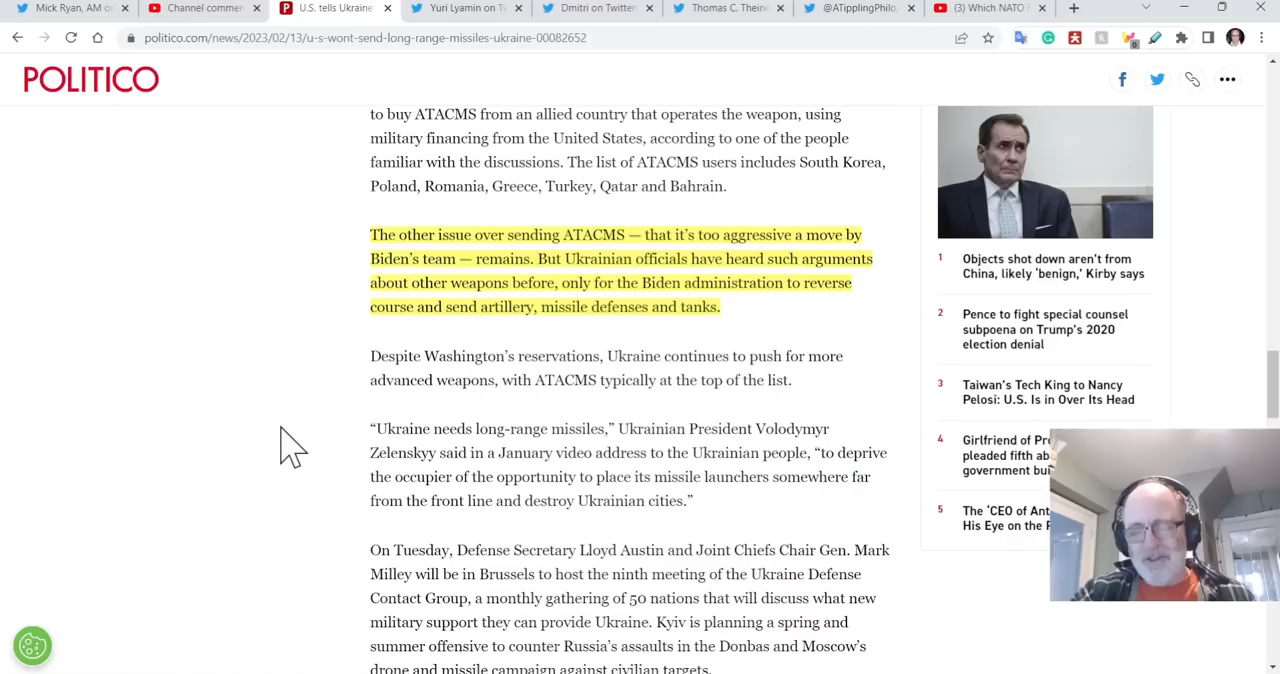 Mick Ryan, AM on
Channel commen
U.S. tells Ukraine
Yuri Lyamin on Tw
Dmitri on Twitter
Thomas C. Theine
@ATipplingPhilo
(3) Which NATO
politico.com/news/2023/02/13/u-s-wont-send-long-range-missiles-ukraine-00082652
POLITICO
to buy ATACMS from an allied country that operates the weapon, using
military financing from the United States, according to one of the people
familiar with the discussions. The list of ATACMS users includes South Korea,
Poland, Romania, Greece, Turkey, Qatar and Bahrain.
The other issue over sending ATACMS — that it’s too aggressive a move by
Biden’s team — remains. But Ukrainian officials have heard such arguments
about other weapons before, only for the Biden administration to reverse
course and send artillery, missile defenses and tanks.
Despite Washington’s reservations, Ukraine continues to push for more
advanced weapons, with ATACMS typically at the top of the list.
“Ukraine needs long-range missiles,” Ukrainian President Volodymyr
Zelenskyy said in a January video address to the Ukrainian people, “to deprive
the occupier of the opportunity to place its missile launchers somewhere far
from the front line and destroy Ukrainian cities.”
On Tuesday, Defense Secretary Lloyd Austin and Joint Chiefs Chair Gen. Mark
Milley will be in Brussels to host the ninth meeting of the Ukraine Defense
Contact Group, a monthly gathering of 50 nations that will discuss what new
military support they can provide Ukraine. Kyiv is planning a spring and
summer offensive to counter Russia’s assaults in the Donbas and Moscow’s
drone and missile campaign against civilian targets.
1 Objects shot down aren’t from
China, likely ‘benign,’ Kirby says
2 Pence to fight special counsel
subpoena on Trump’s 2020
election denial
3 Taiwan’s Tech King to Nancy
Pelosi: U.S. Is in Over Its Head
4 Girlfriend of Pr
pleaded fifth ab
government bui
5 The ‘CEO of Ant
His Eye on the